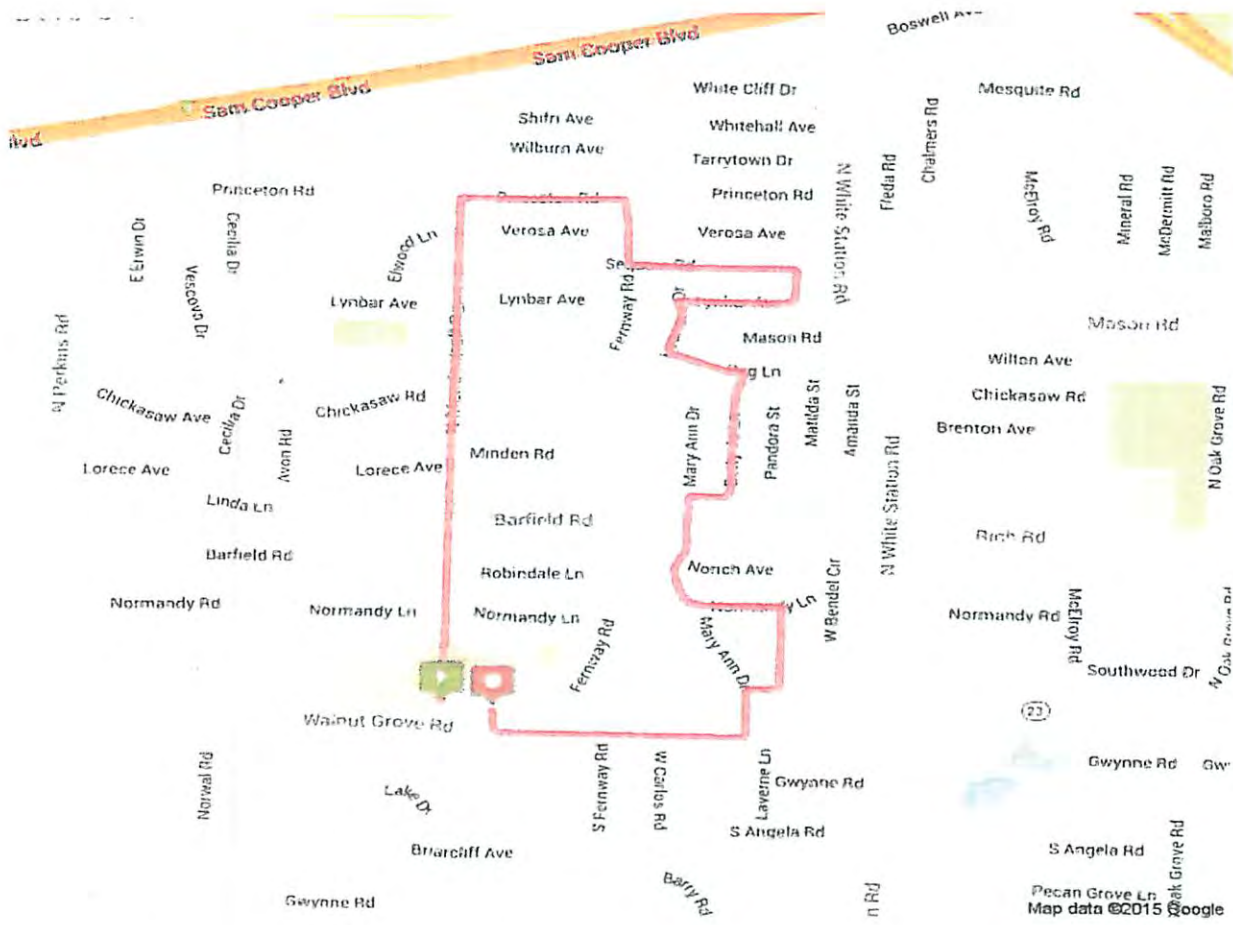 Boswell Ave
Sam Cooper Blvd
Sam Cooper Blvd
White Cliff Dr
Mesquite Rd
Shifri Ave
Whitehall Ave
Chalmers Rd
Wilburn Ave
Tarrytown Dr
N White Station Rd
Fleda Rd
Princeton Rd
Princeton Rd
McElroy Rd
Mineral Rd
McDermitt Rd
Malboro Rd
E Erwin Dr
Cecilia Dr
Elwood Ln
Verosa Ave
Verosa Ave
Vescovo Dr
Lynbar Ave
Lynbar Ave
Fernway Rd
Mason Rd
Mason Rd
N Perkins Rd
Wilton Ave
Chickasaw Ave
Cecilia Dr
Chickasaw Rd
Chickasaw Rd
Mary Ann Dr
Pandora St
Matilda St
Amanda St
Brenton Ave
N Oak Grove Rd
Lorece Ave
Avon Rd
Lorece Ave
Minden Rd
Linda Ln
N White Station Rd
Barfield Rd
Rich Rd
Barfield Rd
Robindale Ln
Norich Ave
W Bendel Cir
Normandy Rd
Normandy Ln
Normandy Ln
Normandy Rd
McElroy Rd
Fernway Rd
Mary Ann Dr
Southwood Dr
N Oak Grove Rd
Walnut Grove Rd
23
Norwal Rd
Lake Dr
S Fernway Rd
W Carlos Rd
Laverne Ln
Gwynne Rd
Gwynne Rd
S Angela Rd
Briarcliff Ave
S Angela Rd
Barry Rd
Gwynne Rd
Pecan Grove Ln
Map data ©2015 Google